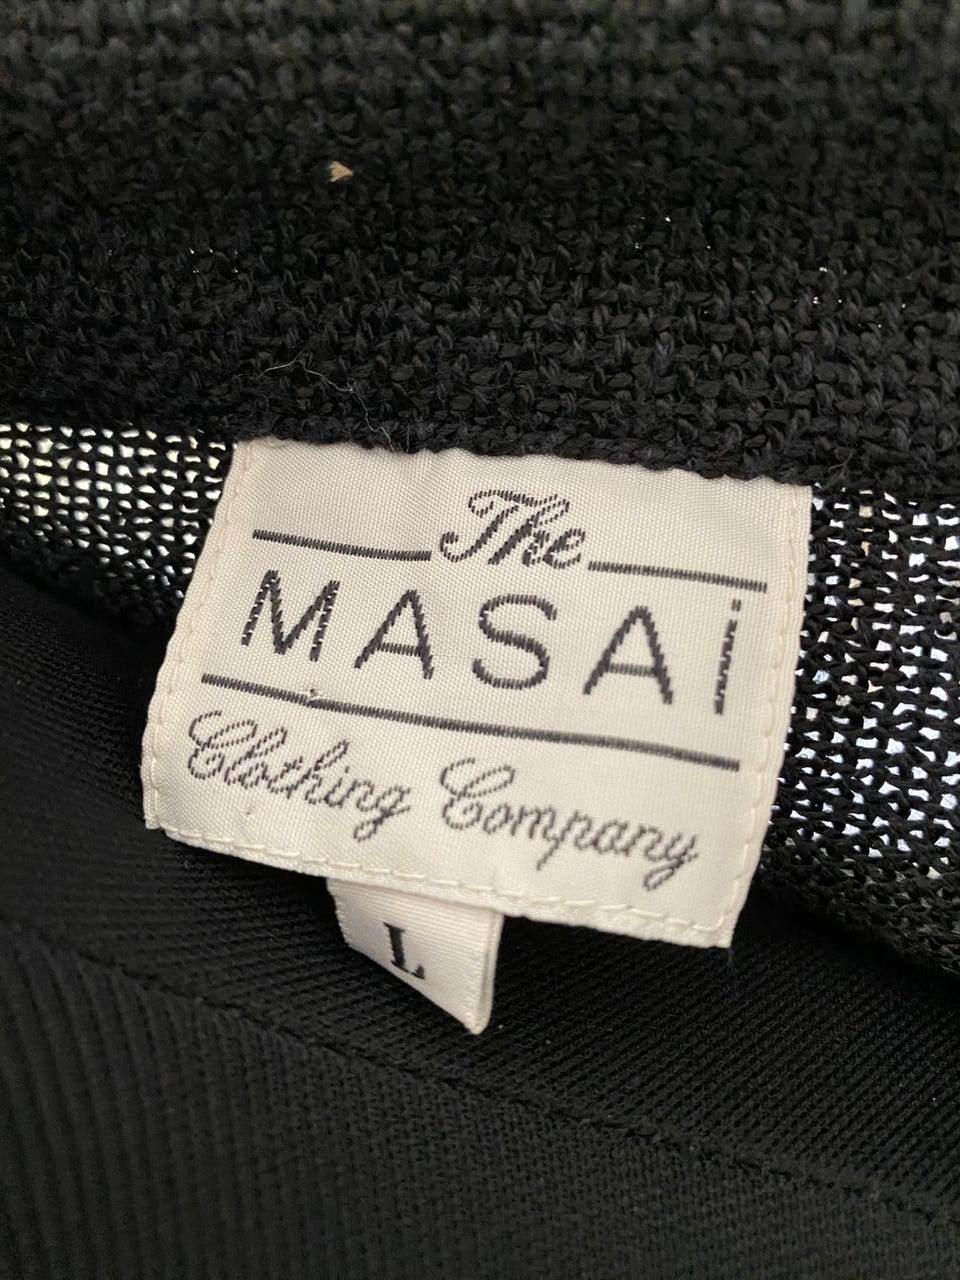 The
MASAi
Clothing Company
L